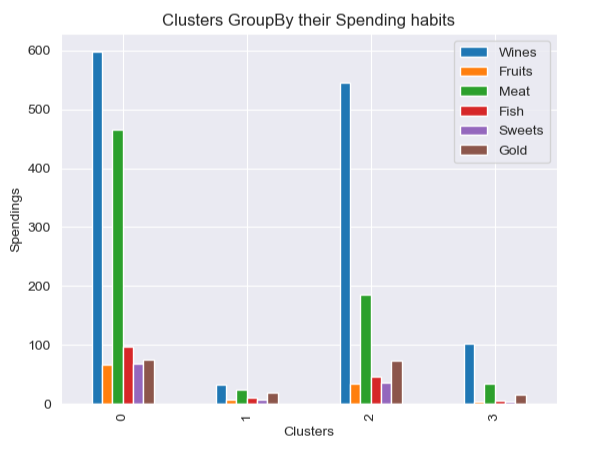 Clusters GroupBy their Spending habits
Wines
Fruits
Meat
Fish
Sweets
Gold
600
500
400
300
200
100
0
Spendings
0
1
2
3
Clusters